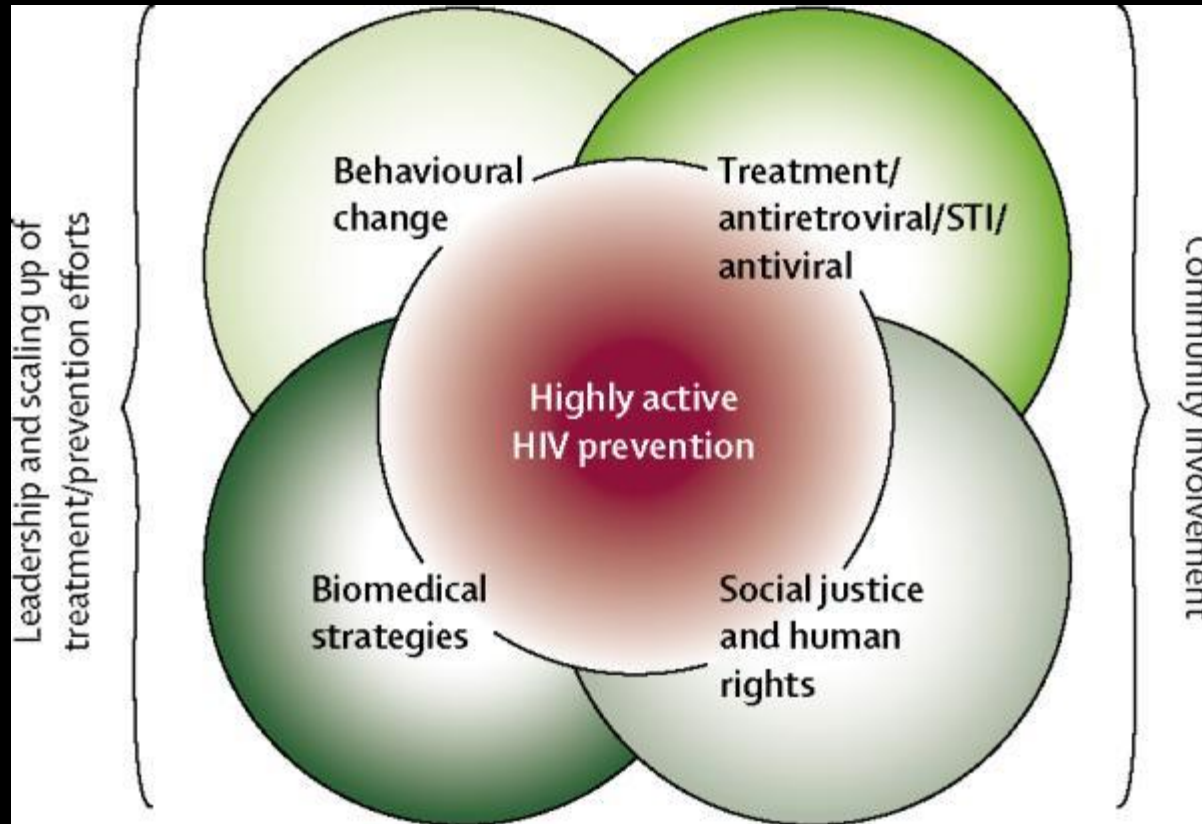 Leadership and scaling up of
treatment/prevention efforts
Behavioural
change
Treatment/
antiretroviral/STI/
antiviral
Highly active
HIV prevention
Biomedical
strategies
Social justice
and human
rights
Community involvement